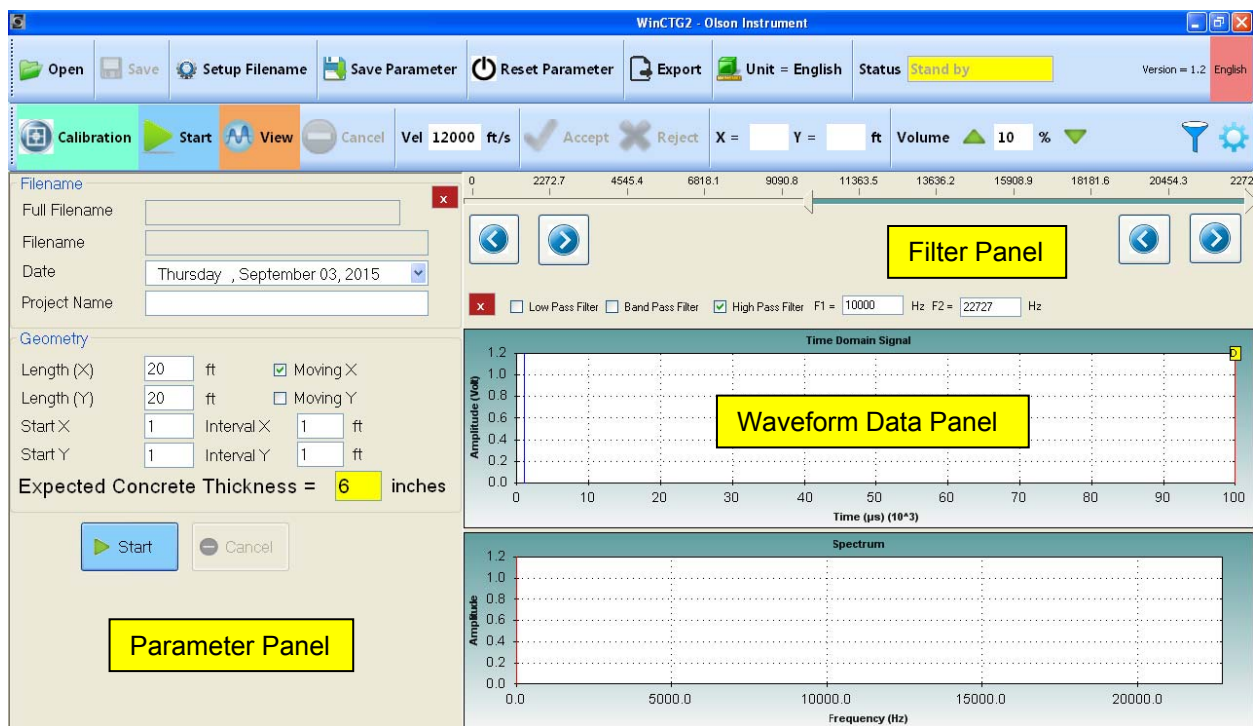 WinCTG2 - Olson Instrument
Open Save Setup Filename Save Parameter Reset Parameter Export Unit = English Status Stand by Version = 1.2 English
Calibration Start View Cancel Vel 12000 ft/s Accept Reject X = Y = ft Volume 10 %
Filename
Full Filename
x
Filename
Date Thursday , September 03, 2015
Project Name
Geometry
Length (X) 20 ft Moving X
Length (Y) 20 ft Moving Y
Start X 1 Interval X 1 ft
Start Y 1 Interval Y 1 ft
Expected Concrete Thickness = 6 inches
Start Cancel
Parameter Panel
0 2272.7 4545.4 6818.1 9090.8 11363.5 13636.2 15908.9 18181.6 20454.3 2272
Filter Panel
x Low Pass Filter Band Pass Filter High Pass Filter F1 = 10000 Hz F2 = 22727 Hz
Time Domain Signal
D
Amplitude (Volt)
1.2
1.0
0.8
0.6
0.4
0.2
0.0
Waveform Data Panel
0 10 20 30 40 50 60 70 80 90 100
Time (µs) (10^3)
Spectrum
Amplitude
1.2
1.0
0.8
0.6
0.4
0.2
0.0
0.0 5000.0 10000.0 15000.0 20000.0
Frequency (Hz)